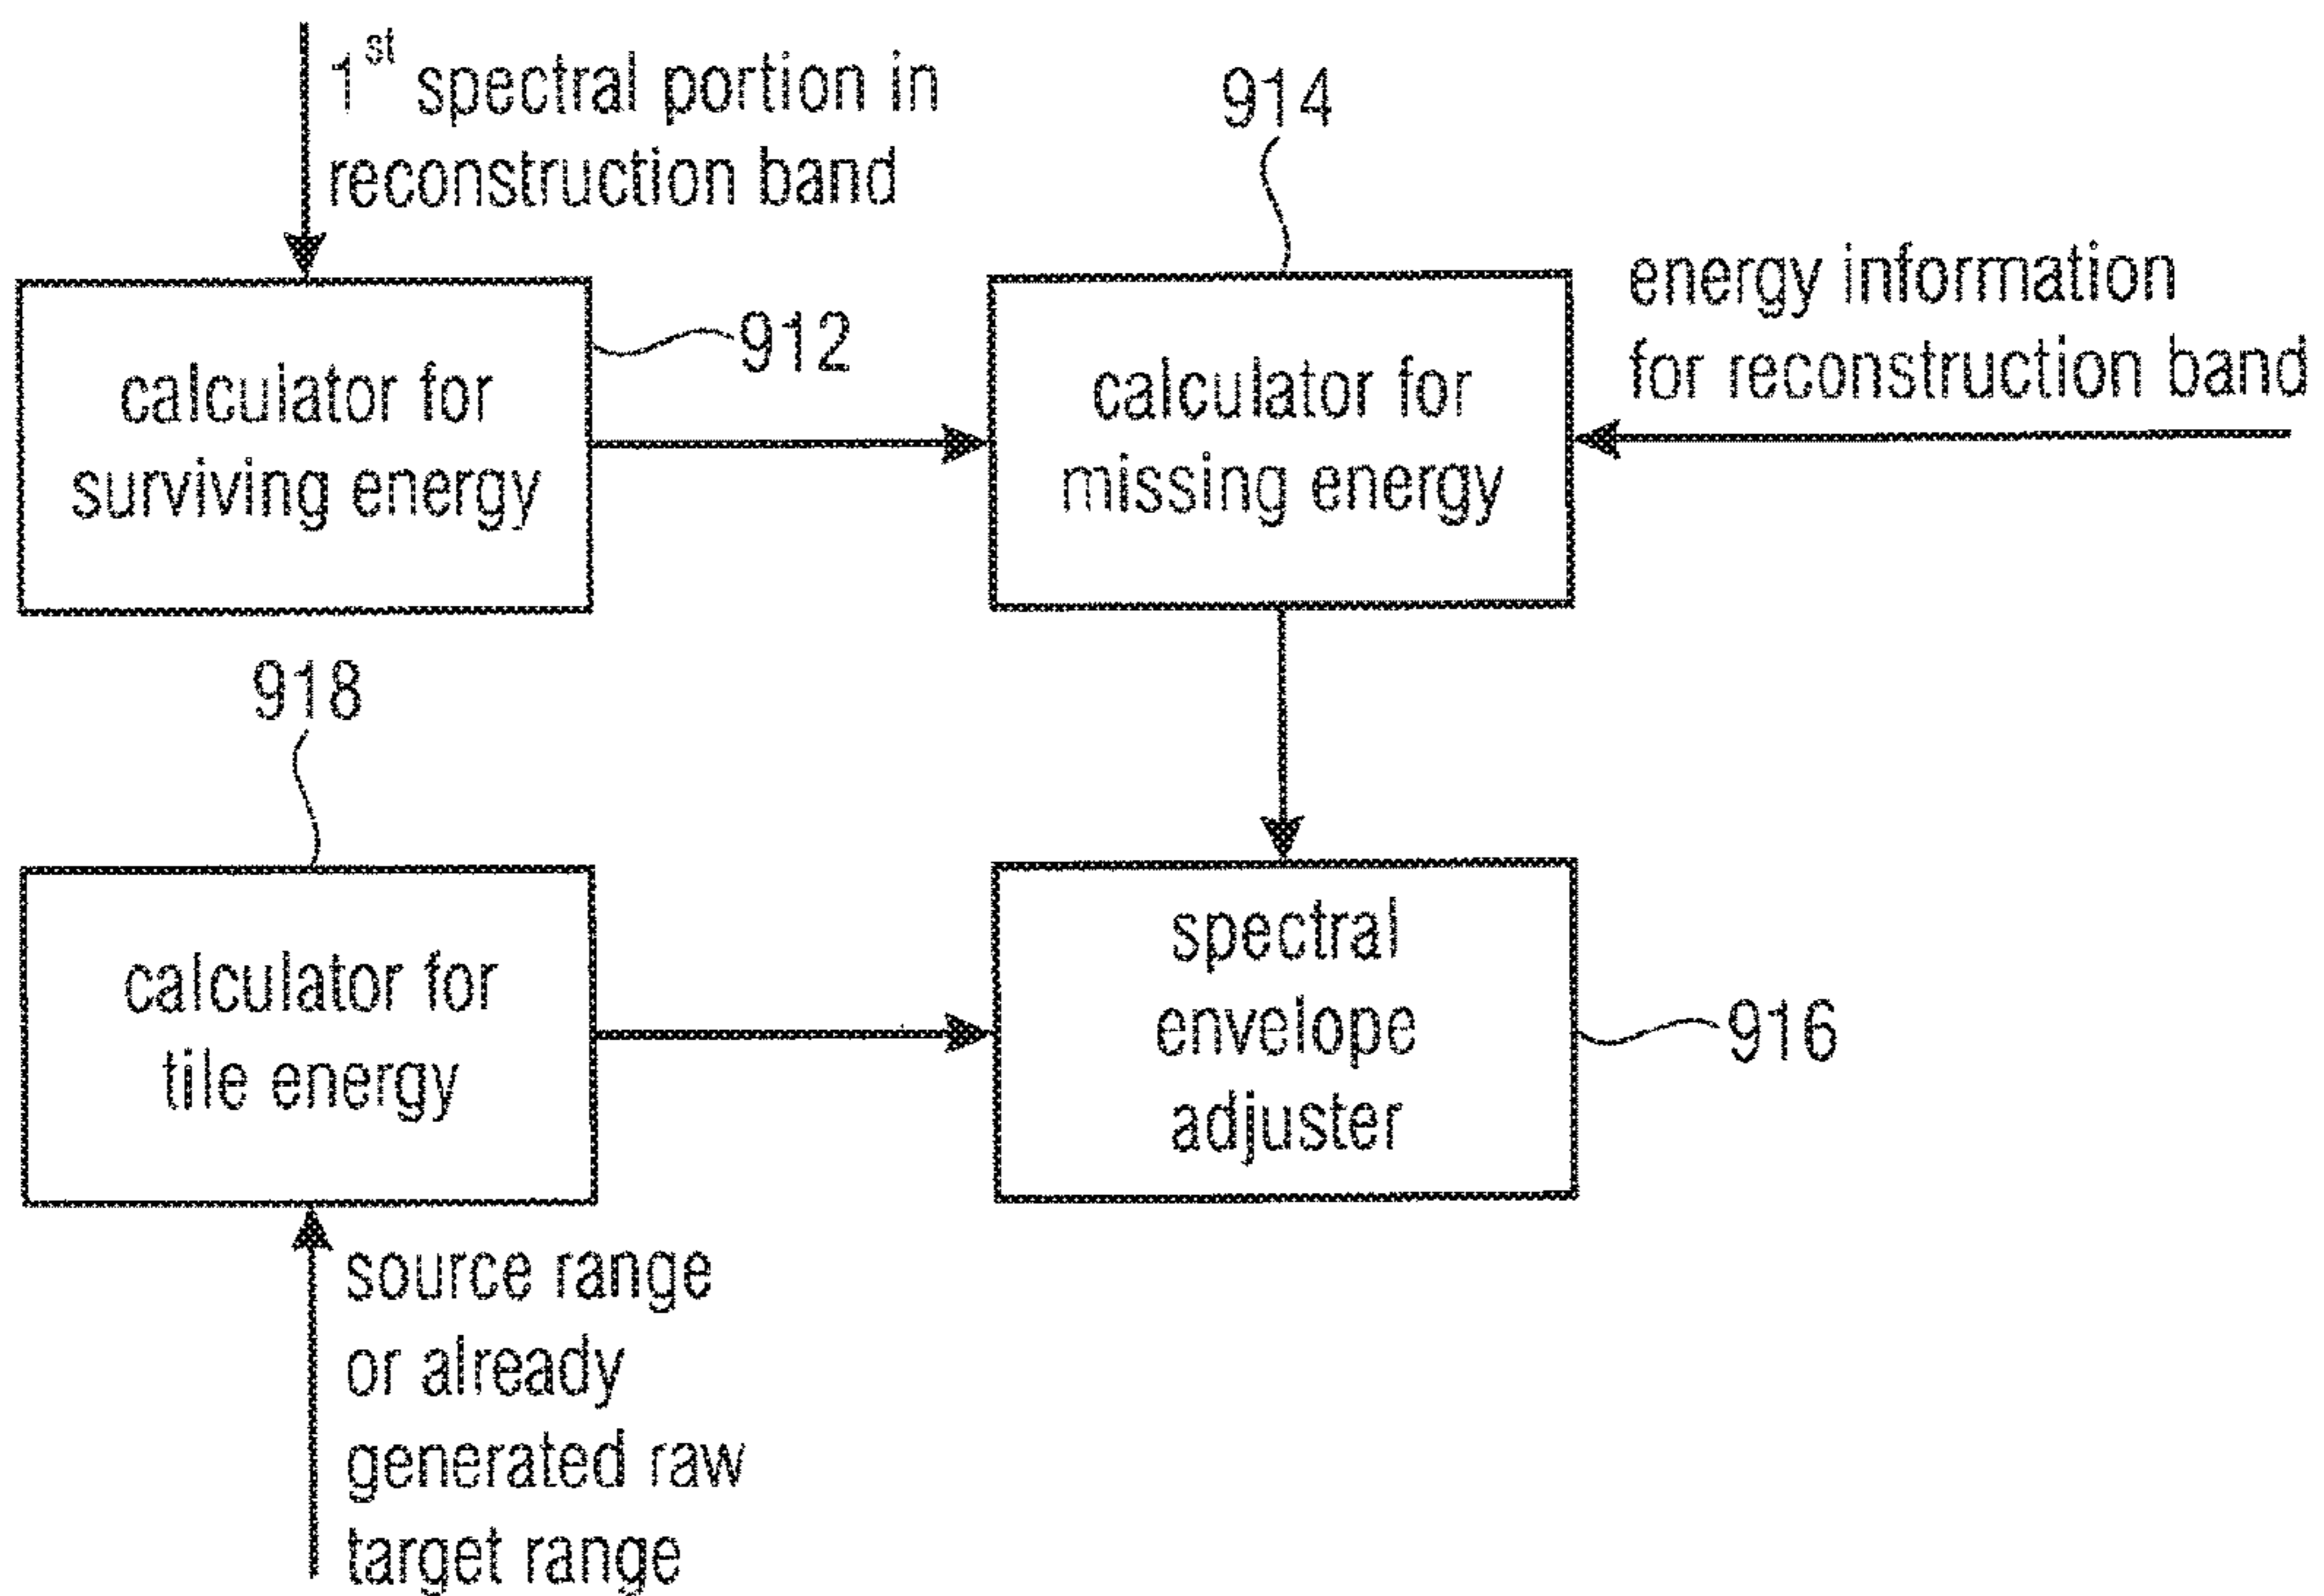 1st spectral portion in
reconstruction band
914
energy information
for reconstruction band
912
calculator for
surviving energy
calculator for
missing energy
918
calculator for
tile energy
spectral
envelope
adjuster
916
source range
or already
generated raw
target range